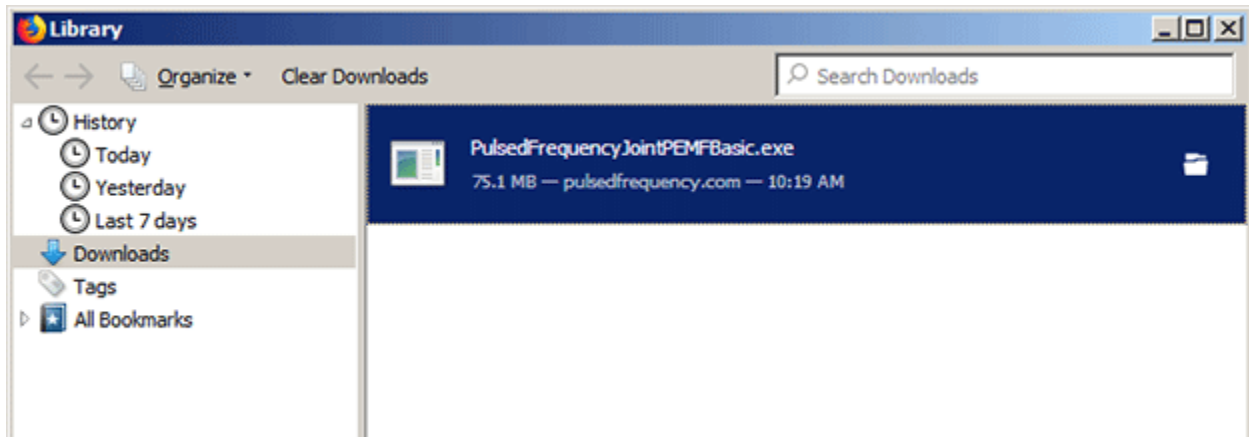 Library
Organize Clear Downloads Search Downloads
History
Today
Yesterday
Last 7 days
Downloads
Tags
All Bookmarks
PulsedFrequencyJointPEMFBasic.exe
75.1 MB — pulsedfrequency.com — 10:19 AM